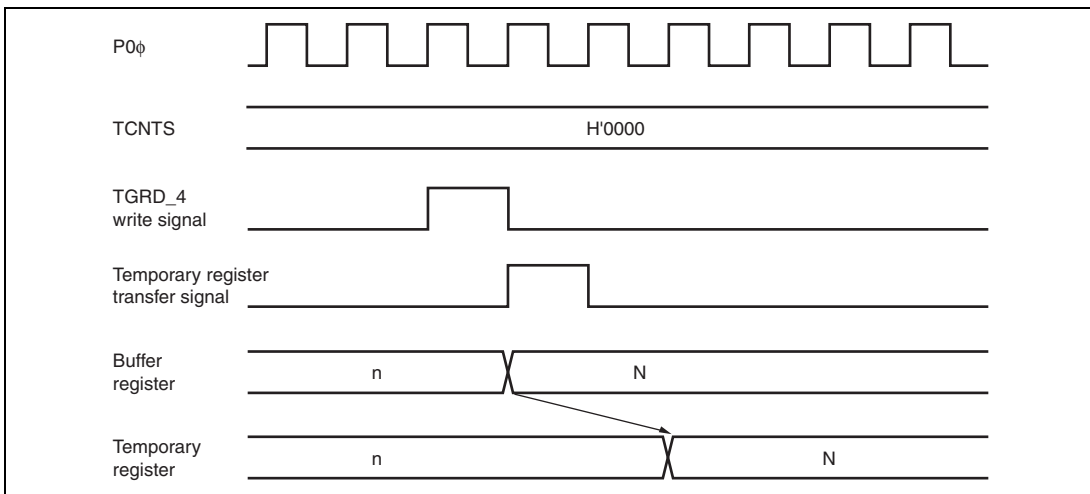 P0ϕ
TCNTS
H'0000
TGRD_4
write signal
Temporary register
transfer signal
Buffer
register
n
N
Temporary
register
n
N